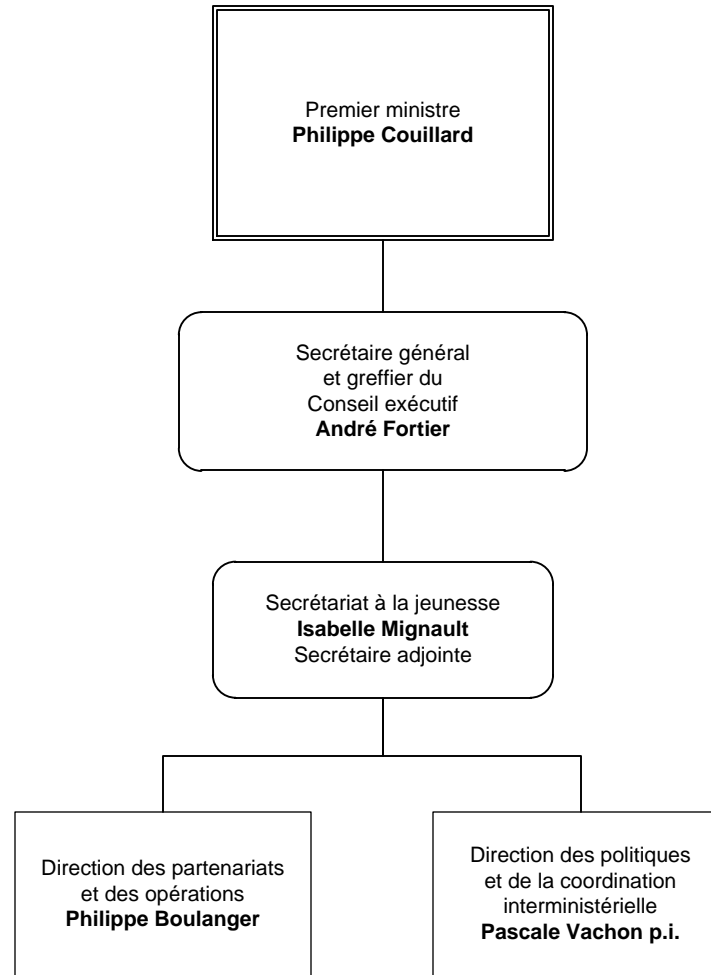 Premier ministre
Philippe Couillard
Secrétaire général
et greffier du
Conseil exécutif
André Fortier
Secrétariat à la jeunesse
Isabelle Mignault
Secrétaire adjointe
Direction des partenariats
et des opérations
Philippe Boulanger
Direction des politiques
et de la coordination
interministérielle
Pascale Vachon p.i.